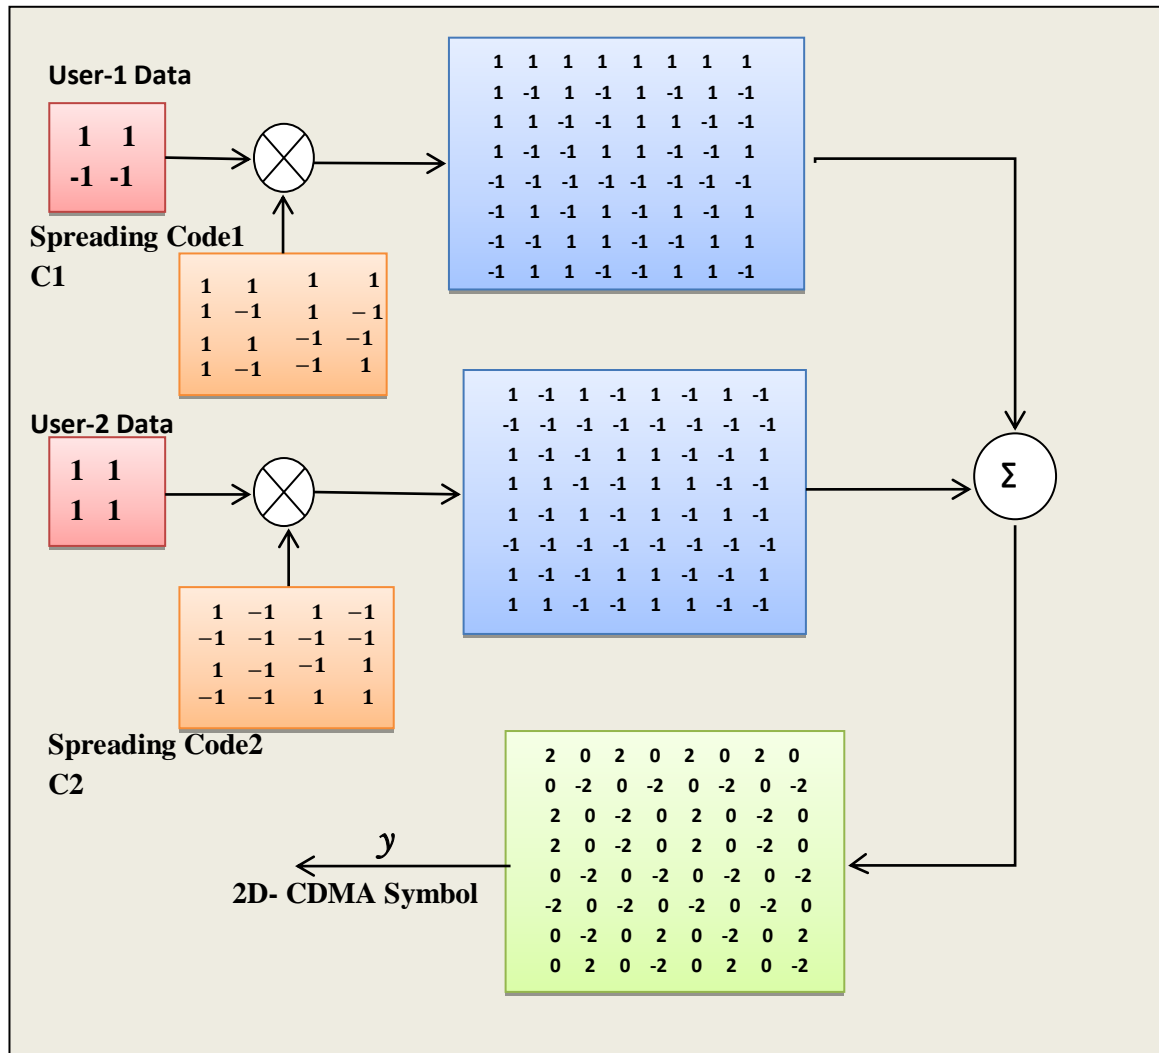 User-1 Data
1 1
-1 -1
Spreading Code1
C1
1 1 1 1
1 −1 1 − 1
1 1 −1 −1
1 −1 −1 1
1 1 1 1 1 1 1 1
1 -1 1 -1 1 -1 1 -1
1 1 -1 -1 1 1 -1 -1
1 -1 -1 1 1 -1 -1 1
-1 -1 -1 -1 -1 -1 -1 -1
-1 1 -1 1 -1 1 -1 1
-1 -1 1 1 -1 -1 1 1
-1 1 1 -1 -1 1 1 -1
User-2 Data
1 1
1 1
1 −1 1 −1
−1 −1 −1 −1
1 −1 −1 1
−1 −1 1 1
Spreading Code2
C2
1 -1 1 -1 1 -1 1 -1
-1 -1 -1 -1 -1 -1 -1 -1
1 -1 -1 1 1 -1 -1 1
1 1 -1 -1 1 1 -1 -1
1 -1 1 -1 1 -1 1 -1
-1 -1 -1 -1 -1 -1 -1 -1
1 -1 -1 1 1 -1 -1 1
1 1 -1 -1 1 1 -1 -1
Σ
2 0 2 0 2 0 2 0
0 -2 0 -2 0 -2 0 -2
2 0 -2 0 2 0 -2 0
2 0 -2 0 2 0 -2 0
0 -2 0 -2 0 -2 0 -2
-2 0 -2 0 -2 0 -2 0
0 -2 0 2 0 -2 0 2
0 2 0 -2 0 2 0 -2
y
2D- CDMA Symbol